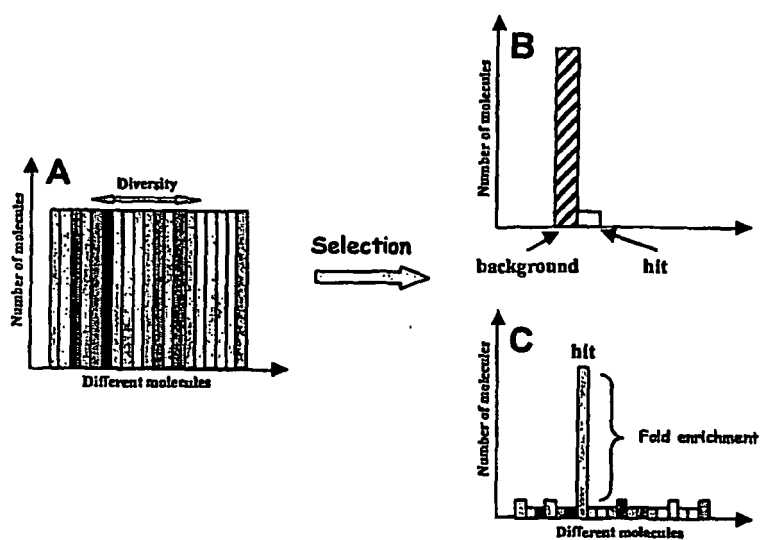 A
Diversity
Number of molecules
Different molecules
Selection
B
Number of molecules
background
hit
C
hit
Number of molecules
Fold enrichment
Different molecules